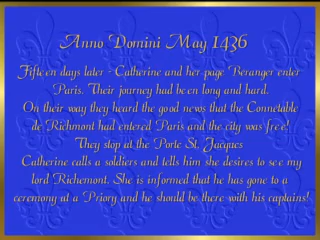 Anno Domini May 1436
Fifteen days later - Catherine and her page Beranger enter
Paris. Their journey had been long and hard.
On their way they heard the good news that the Connétable
de Richmont had entered Paris and the city was free!
They stop at the Porte St. Jacques
Catherine calls a soldiers and tells him she desires to see my
lord Richemont. She is informed that he has gone to a
ceremony at a Priory and he should be there with his captains!